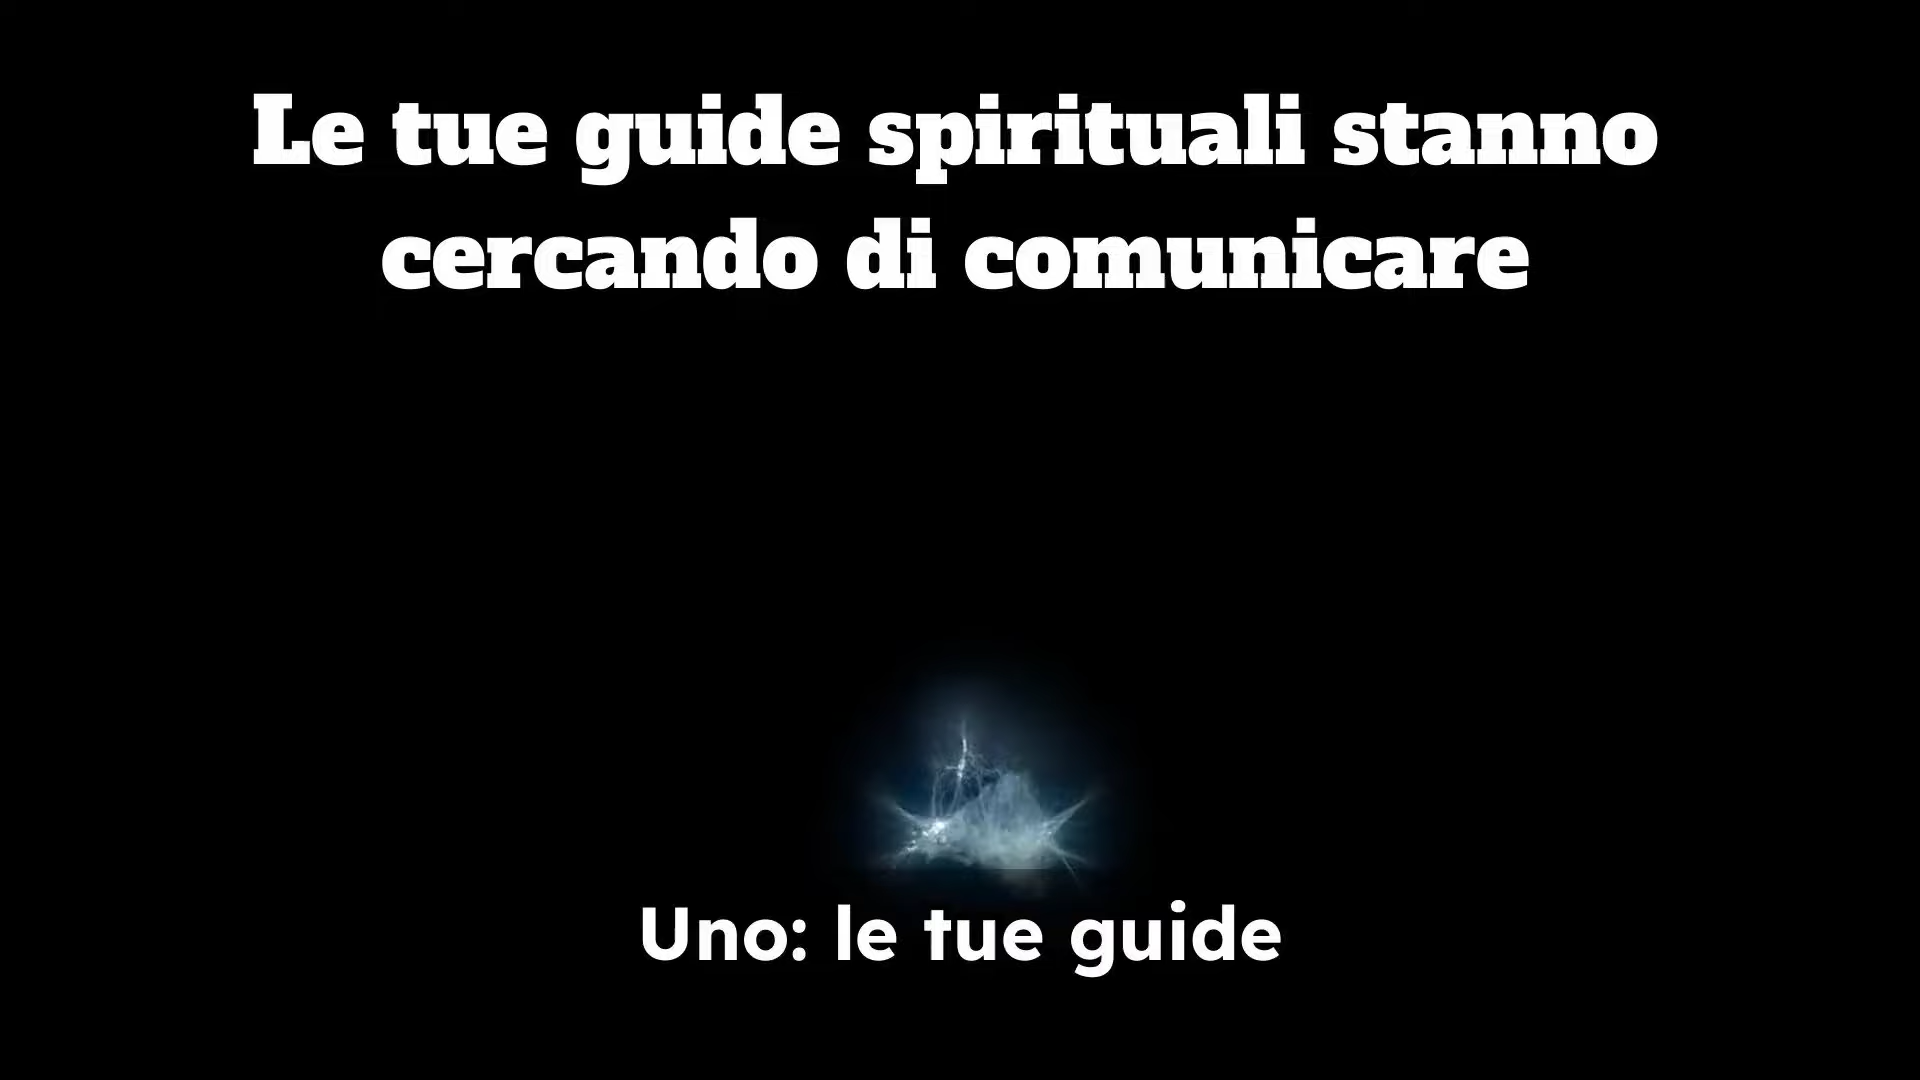 Le tue guide spirituali stanno
cercando di comunicare
Uno: le tue guide